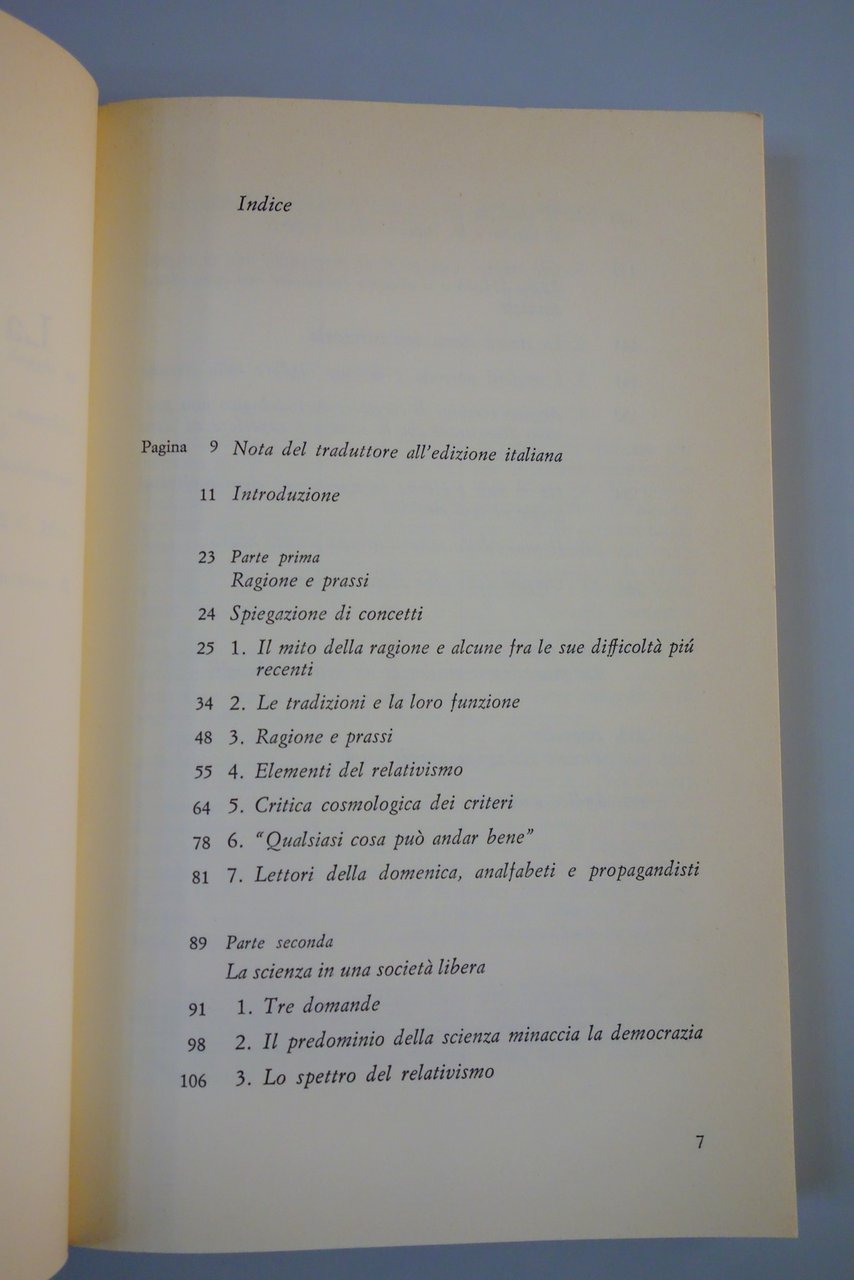 Indice
Pagina 9 Nota del traduttore all'edizione italiana
11 Introduzione
23 Parte prima
Ragione e prassi
24 Spiegazione di concetti
25 1. Il mito della ragione e alcune fra le sue difficoltà piú
recenti
34 2. Le tradizioni e la loro funzione
48 3. Ragione e prassi
55 4. Elementi del relativismo
64 5. Critica cosmologica dei criteri
78 6. "Qualsiasi cosa può andar bene"
81 7. Lettori della domenica, analfabeti e propagandisti
89 Parte seconda
La scienza in una società libera
91 1. Tre domande
98 2. Il predominio della scienza minaccia la democrazia
106 3. Lo spettro del relativismo
7